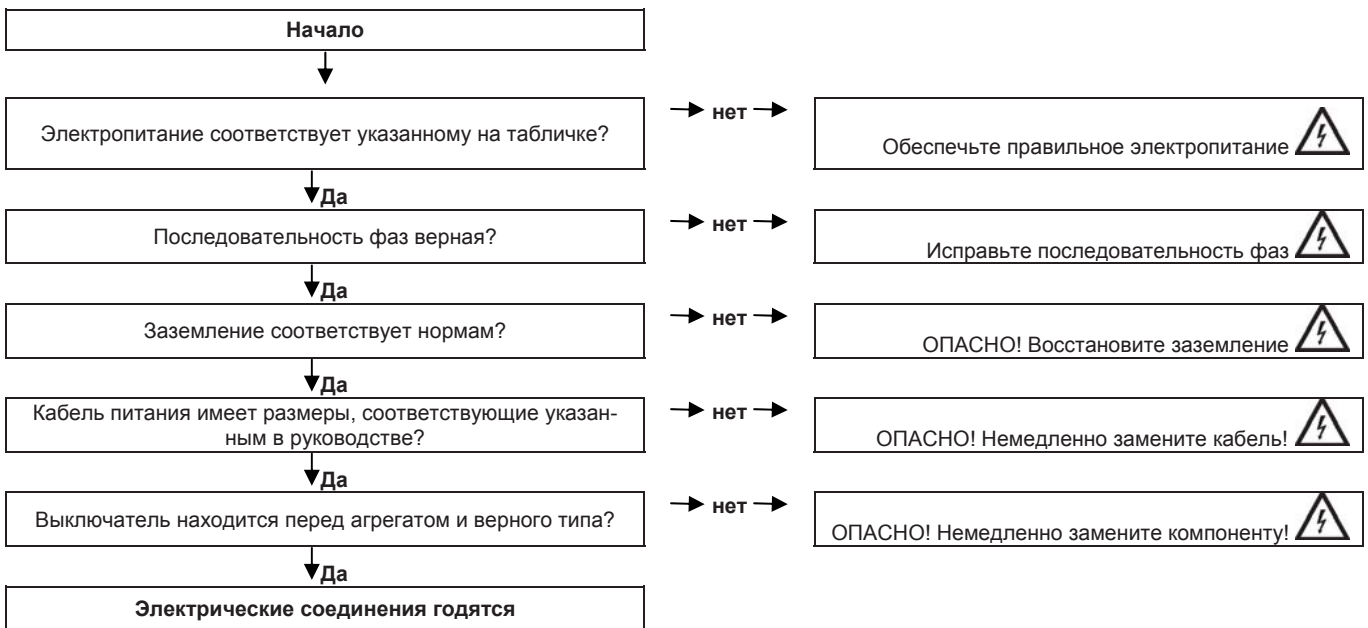 Начало
Электропитание соответствует указанному на табличке?
нет
Обеспечьте правильное электропитание
Да
Последовательность фаз верная?
нет
Исправьте последовательность фаз
Да
Заземление соответствует нормам?
нет
ОПАСНО! Восстановите заземление
Да
Кабель питания имеет размеры, соответствующие указан-
ным в руководстве?
нет
ОПАСНО! Немедленно замените кабель!
Да
Выключатель находится перед агрегатом и верного типа?
нет
ОПАСНО! Немедленно замените компоненту!
Да
Электрические соединения годятся